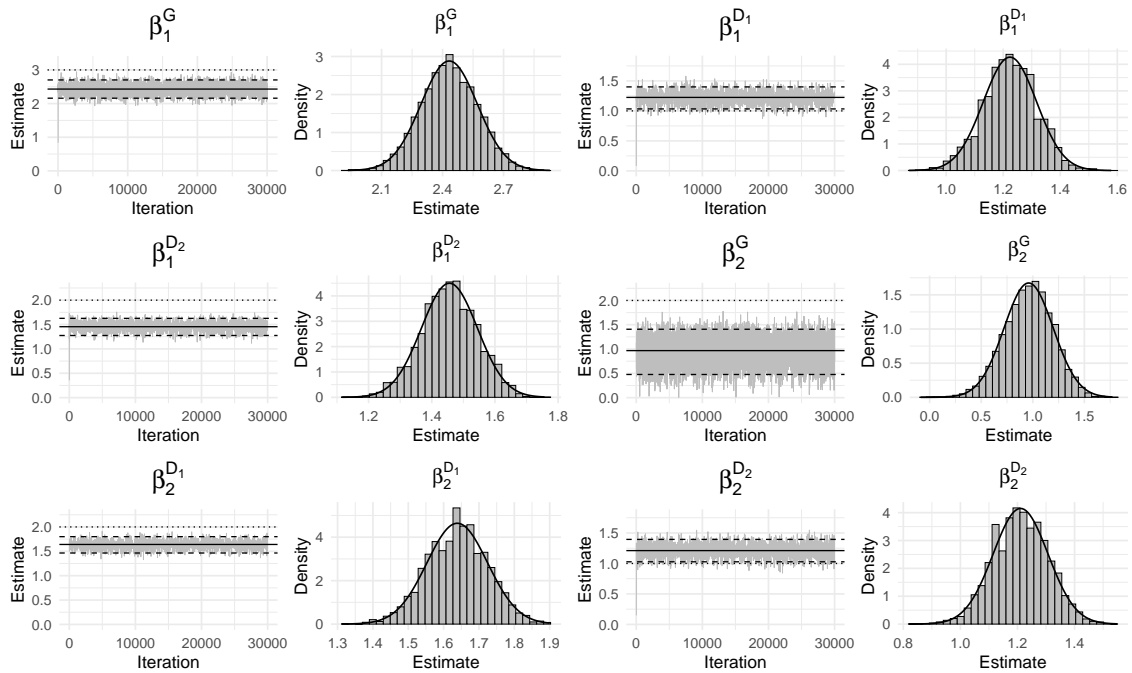 β₁^G
Estimate
3
2
1
0
0 10000 20000 30000
Iteration
β₁^G
Density
3
2
1
0
2.1 2.4 2.7
Estimate
β₁^D₁
Estimate
1.5
1.0
0.5
0.0
0 10000 20000 30000
Iteration
β₁^D₁
Density
4
3
2
1
0
1.0 1.2 1.4 1.6
Estimate
β₁^D₂
Estimate
2.0
1.5
1.0
0.5
0.0
0 10000 20000 30000
Iteration
β₁^D₂
Density
4
3
2
1
0
1.2 1.4 1.6 1.8
Estimate
β₂^G
Estimate
2.0
1.5
1.0
0.5
0.0
0 10000 20000 30000
Iteration
β₂^G
Density
1.5
1.0
0.5
0.0
0.0 0.5 1.0 1.5
Estimate
β₂^D₁
Estimate
2.0
1.5
1.0
0.5
0.0
0 10000 20000 30000
Iteration
β₂^D₁
Density
4
2
0
1.3 1.4 1.5 1.6 1.7 1.8 1.9
Estimate
β₂^D₂
Estimate
1.5
1.0
0.5
0.0
0 10000 20000 30000
Iteration
β₂^D₂
Density
4
3
2
1
0
0.8 1.0 1.2 1.4
Estimate